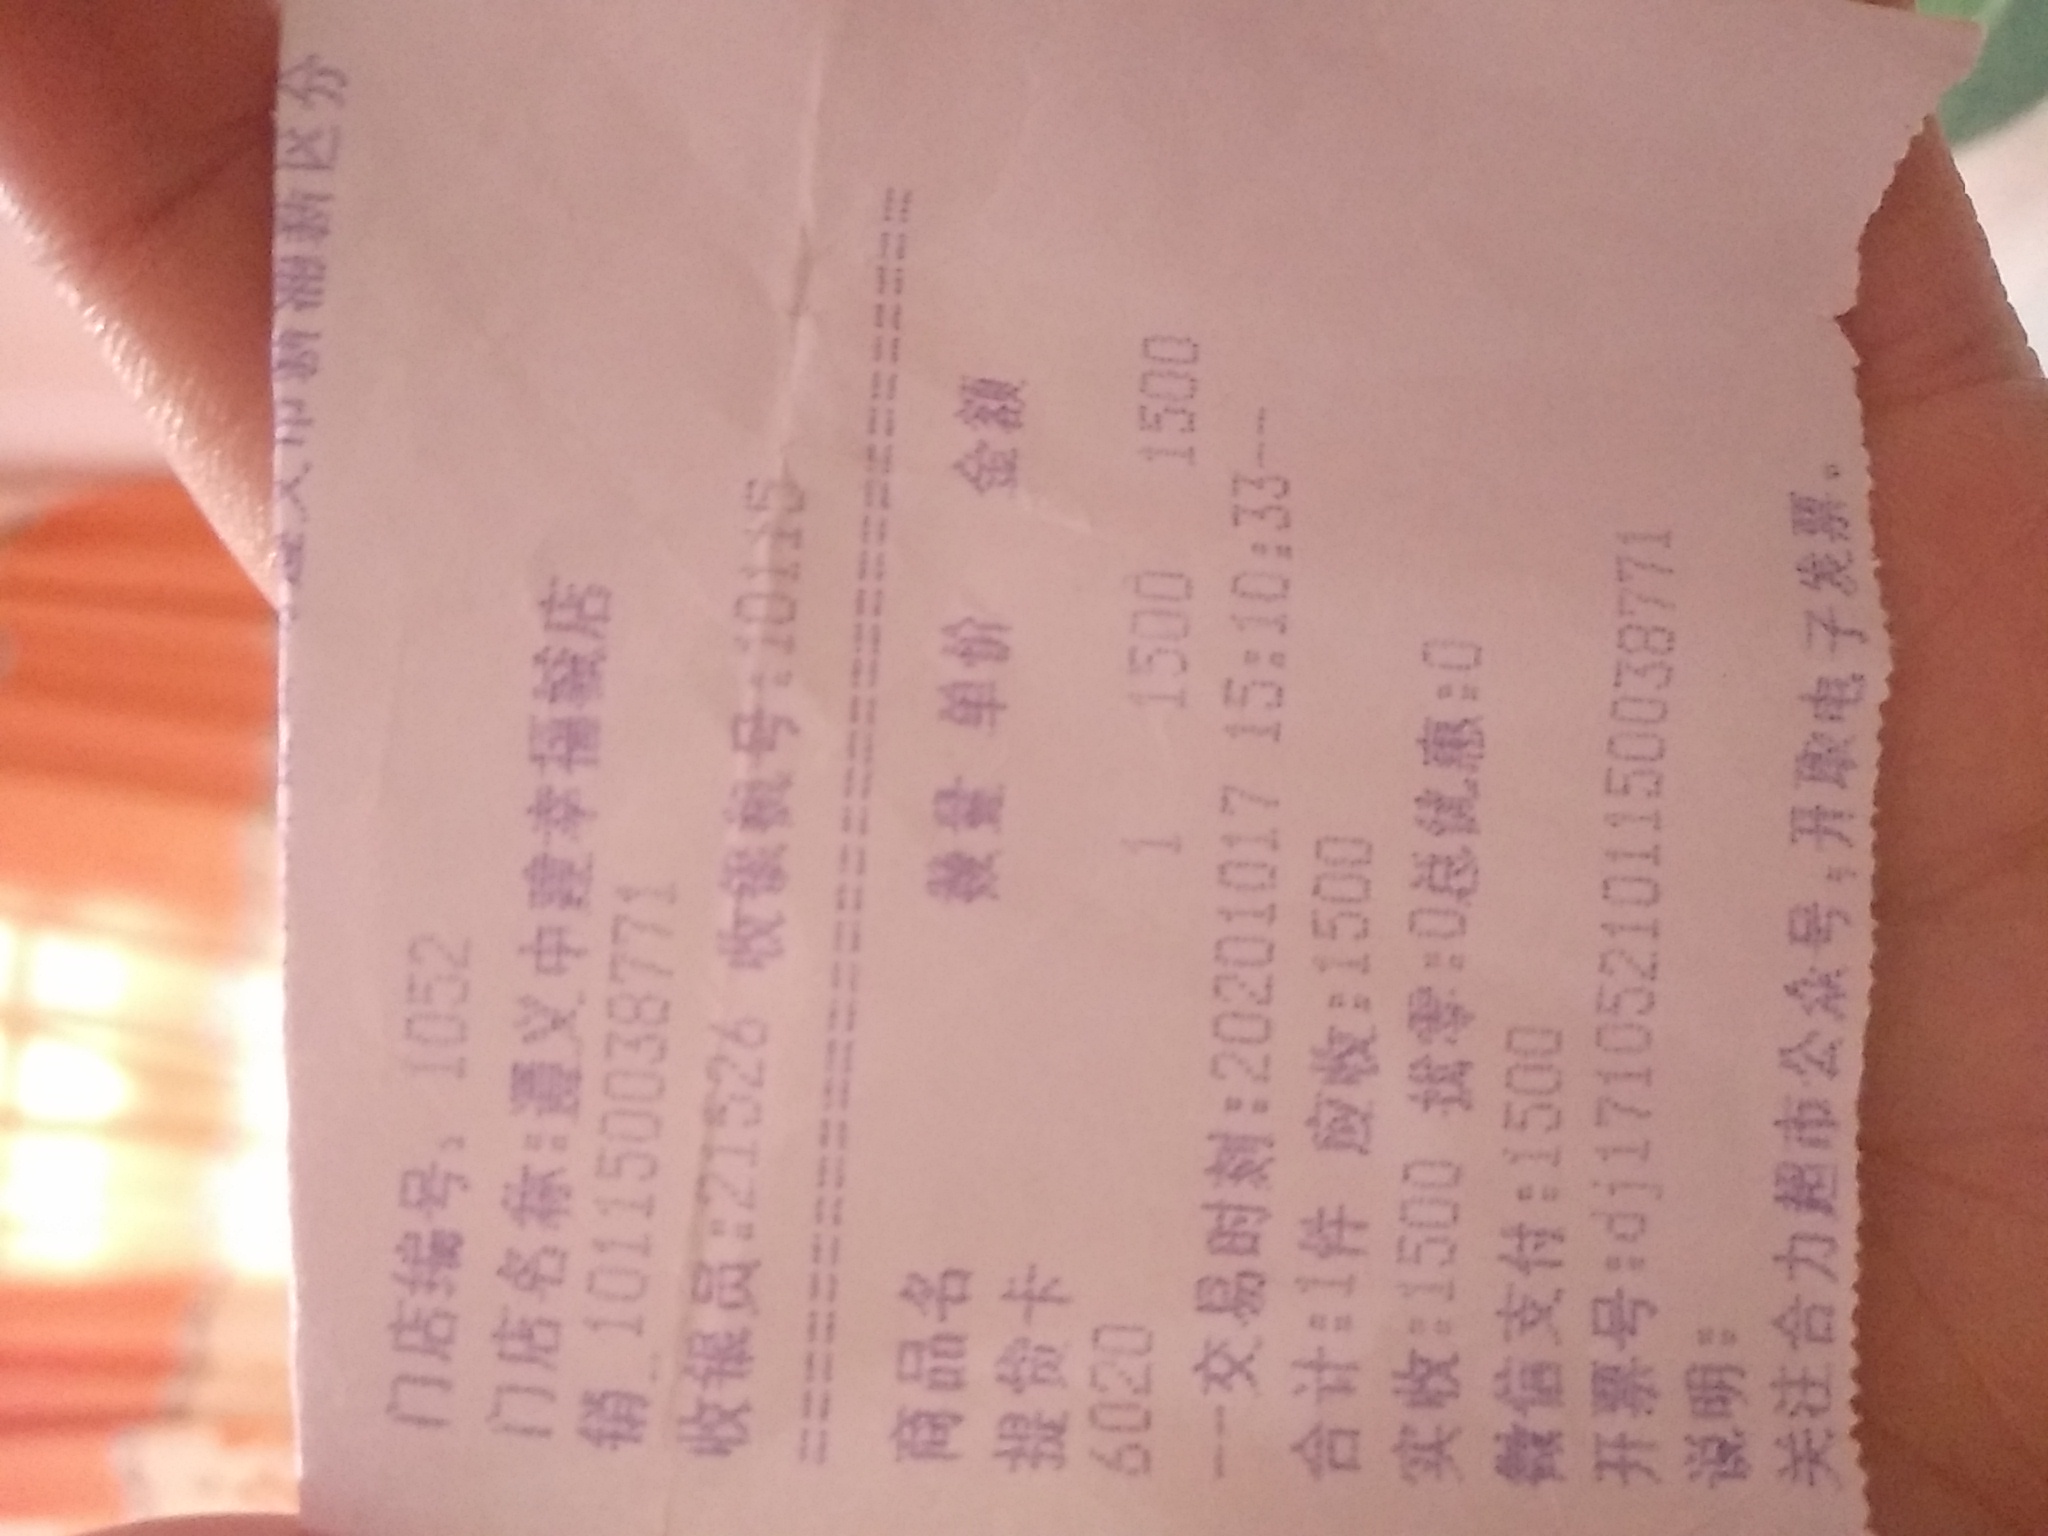 遵义市新蒲新区分
门店编号：1052
门店名称:遵义中建幸福城店
销_101150038771
收银员:21526 收银机号:10115
================================
商品名 数量 单价 金额
提货卡
6020 1 1500 1500
---交易时刻:20201017 15:10:33---
合计:1件 应收:1500
实收:1500 找零:0总优惠:0
微信支付:1500
开票号:dj17105210115003​8771
说明:
关注合力超市公众号,开取电子发票。